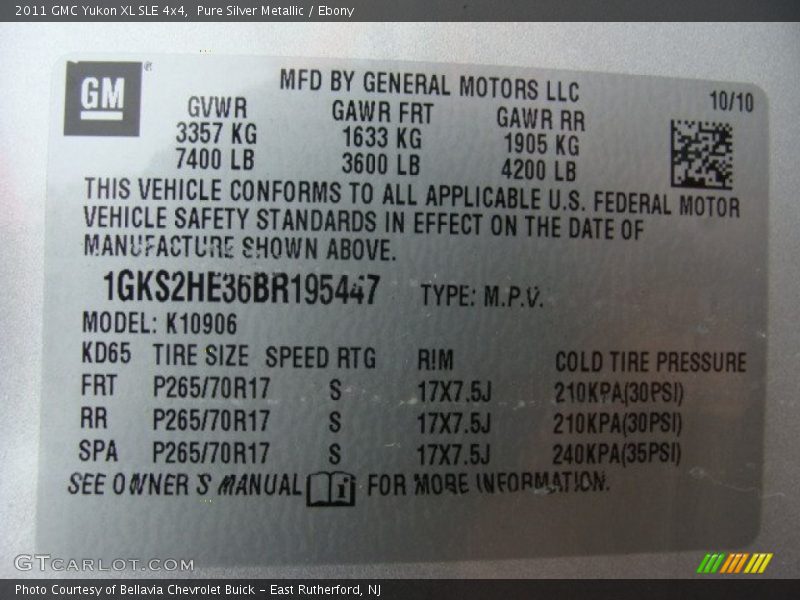 2011 GMC Yukon XL SLE 4x4,  Pure Silver Metallic / Ebony
GM ®
MFD BY GENERAL MOTORS LLC
10/10
GVWR GAWR FRT GAWR RR
3357 KG 1633 KG 1905 KG
7400 LB 3600 LB 4200 LB
THIS VEHICLE CONFORMS TO ALL APPLICABLE U.S. FEDERAL MOTOR
VEHICLE SAFETY STANDARDS IN EFFECT ON THE DATE OF
MANUFACTURE SHOWN ABOVE.
1GKS2HE36BR195447 TYPE: M.P.V.
MODEL: K10906
KD65 TIRE SIZE SPEED RTG RIM COLD TIRE PRESSURE
FRT P265/70R17 S 17X7.5J 210KPA(30PSI)
RR P265/70R17 S 17X7.5J 210KPA(30PSI)
SPA P265/70R17 S 17X7.5J 240KPA(35PSI)
SEE OWNER'S MANUAL i FOR MORE INFORMATION.
GTCARLOT.COM
Photo Courtesy of Bellavia Chevrolet Buick – East Rutherford, NJ